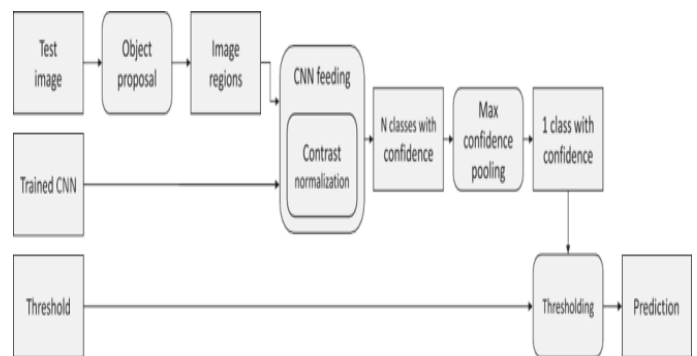 Test
image
Object
proposal
Image
regions
CNN feeding
Contrast
normalization
N classes with
confidence
Max
confidence
pooling
1 class with
confidence
Trained CNN
Threshold
Thresholding
Prediction